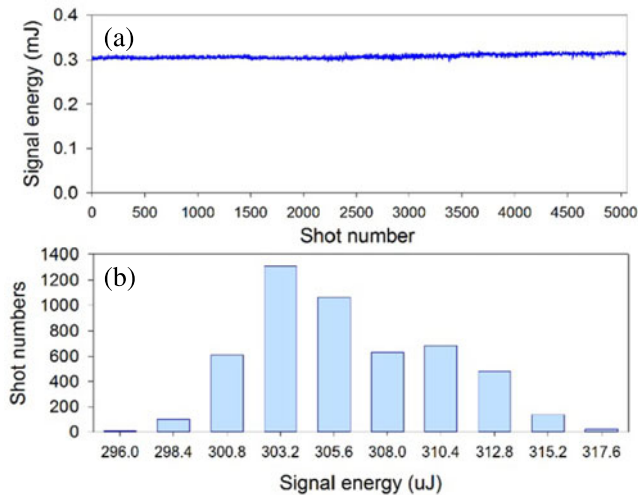 (a)
Signal energy (mJ)
0.4
0.3
0.2
0.1
0.0
0 500 1000 1500 2000 2500 3000 3500 4000 4500 5000
Shot number
(b)
Shot numbers
1400
1200
1000
800
600
400
200
0
296.0 298.4 300.8 303.2 305.6 308.0 310.4 312.8 315.2 317.6
Signal energy (uJ)